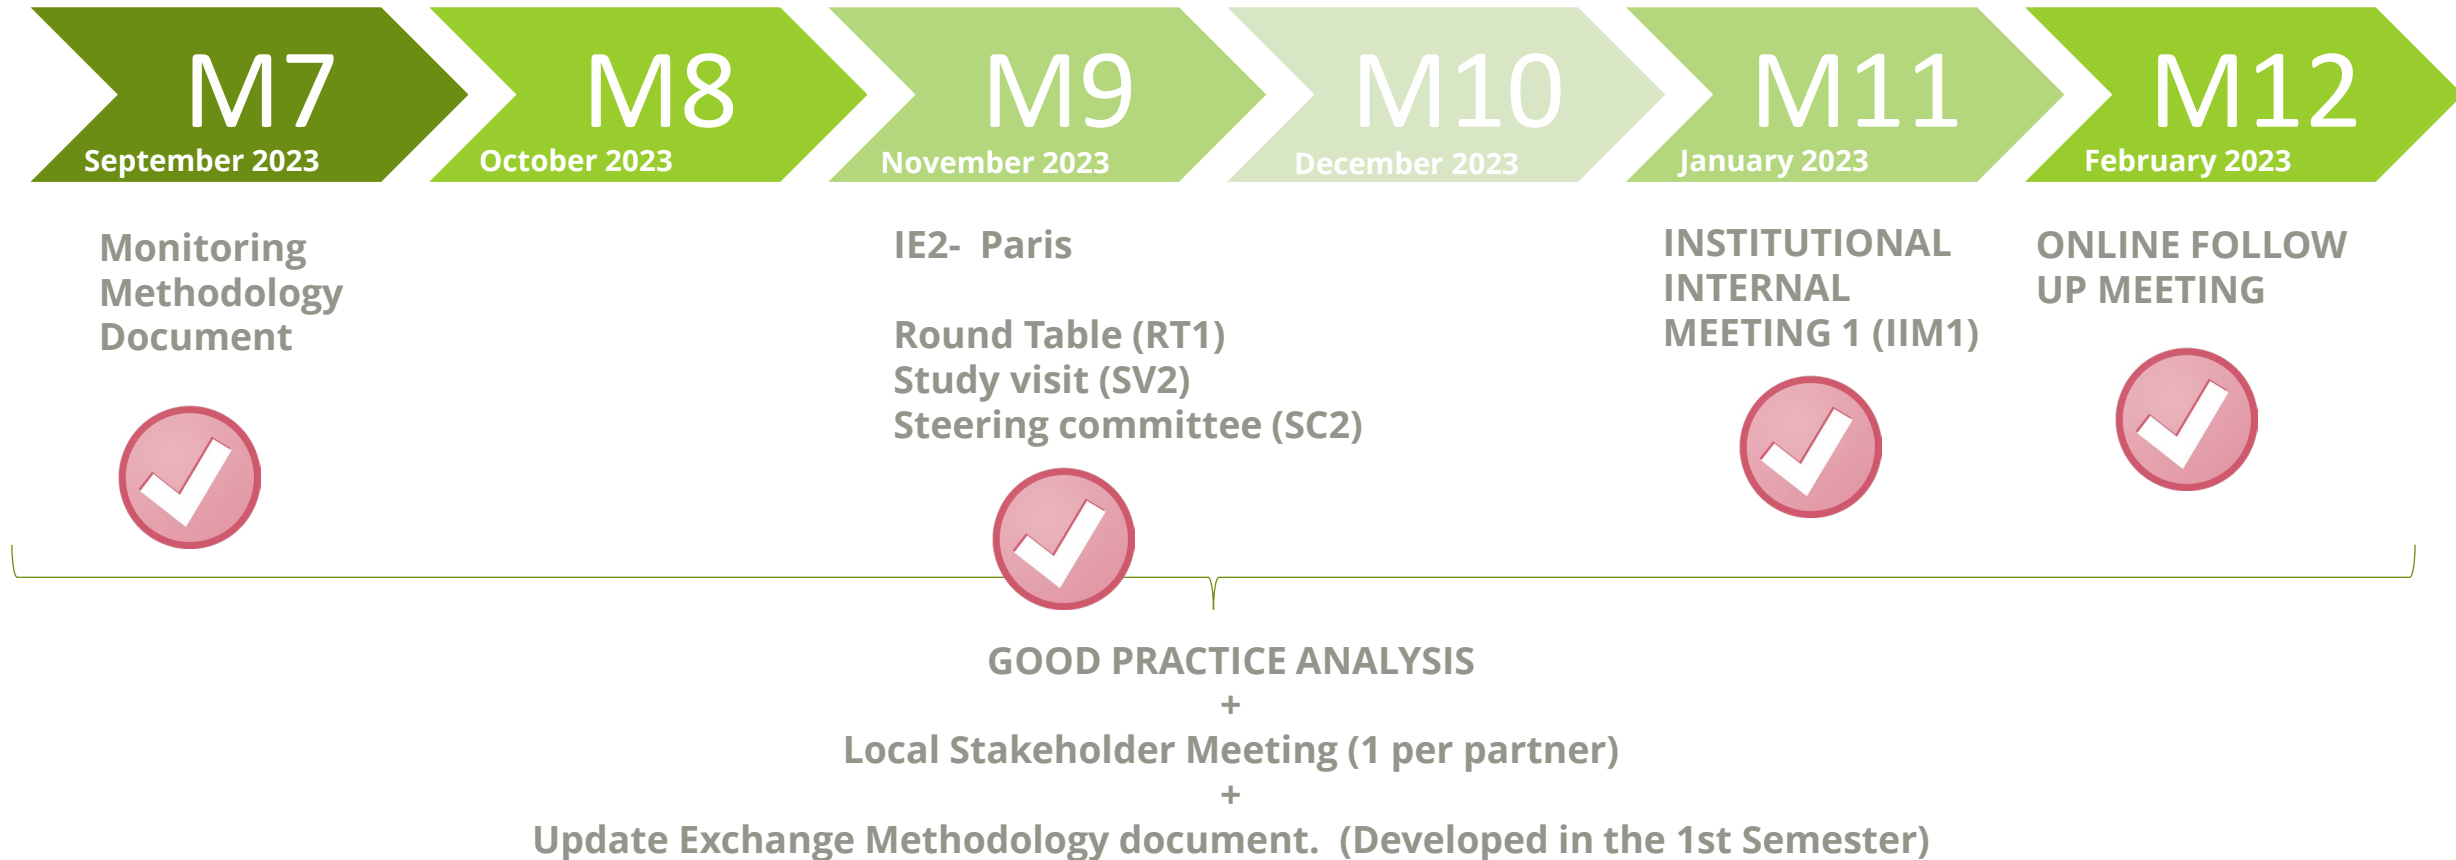 M7
September 2023
M8
October 2023
M9
November 2023
M10
December 2023
M11
January 2023
M12
February 2023
Monitoring
Methodology
Document
IE2- Paris
Round Table (RT1)
Study visit (SV2)
Steering committee (SC2)
INSTITUTIONAL
INTERNAL
MEETING 1 (IIM1)
ONLINE FOLLOW
UP MEETING
GOOD PRACTICE ANALYSIS
+
Local Stakeholder Meeting (1 per partner)
+
Update Exchange Methodology document. (Developed in the 1st Semester)